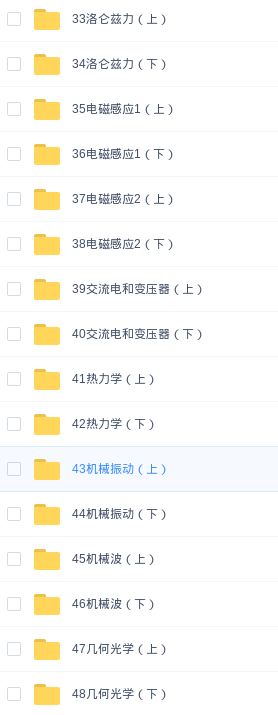 33洛仑兹力（上）
34洛仑兹力（下）
35电磁感应1（上）
36电磁感应1（下）
37电磁感应2（上）
38电磁感应2（下）
39交流电和变压器（上）
40交流电和变压器（下）
41热力学（上）
42热力学（下）
43机械振动（上）
44机械振动（下）
45机械波（上）
46机械波（下）
47几何光学（上）
48几何光学（下）